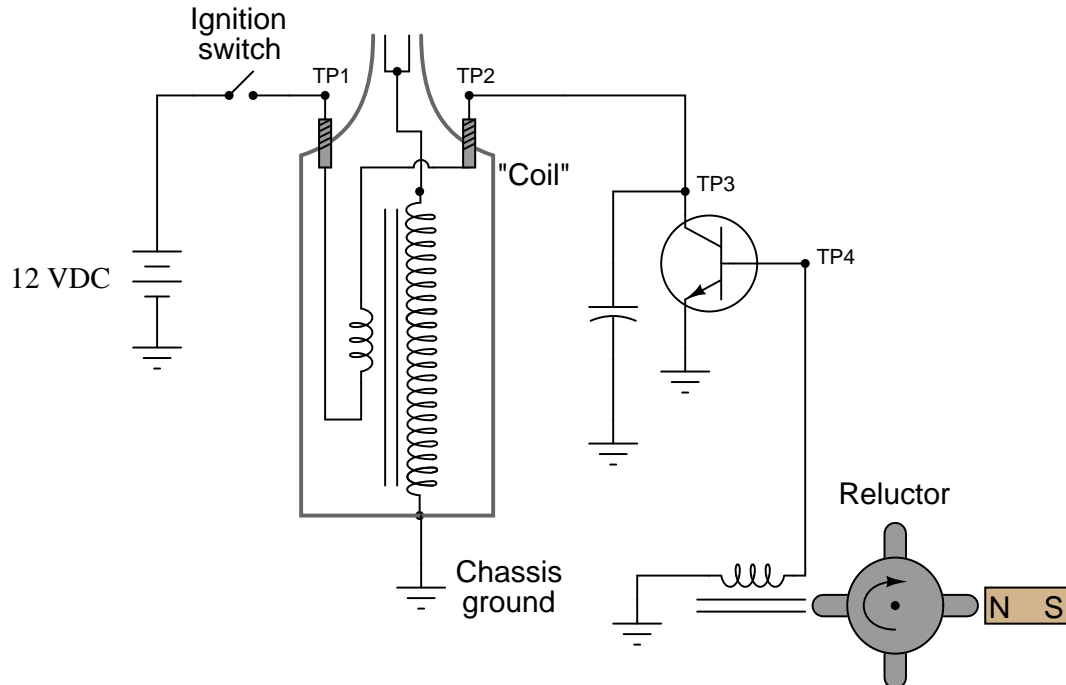 Ignition
switch
TP1
TP2
"Coil"
TP3
TP4
12 VDC
Reluctor
Chassis
ground
N S